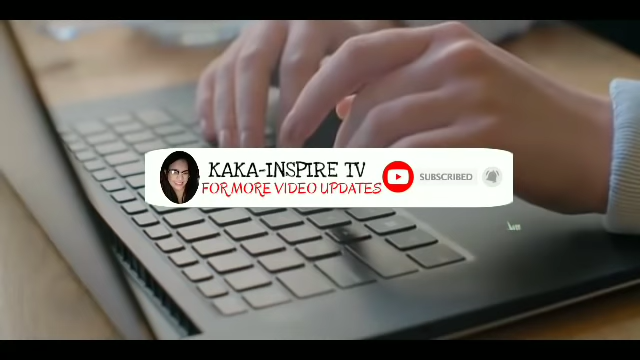 KAKA-INSPIRE TV
FOR MORE VIDEO UPDATES
SUBSCRIBED